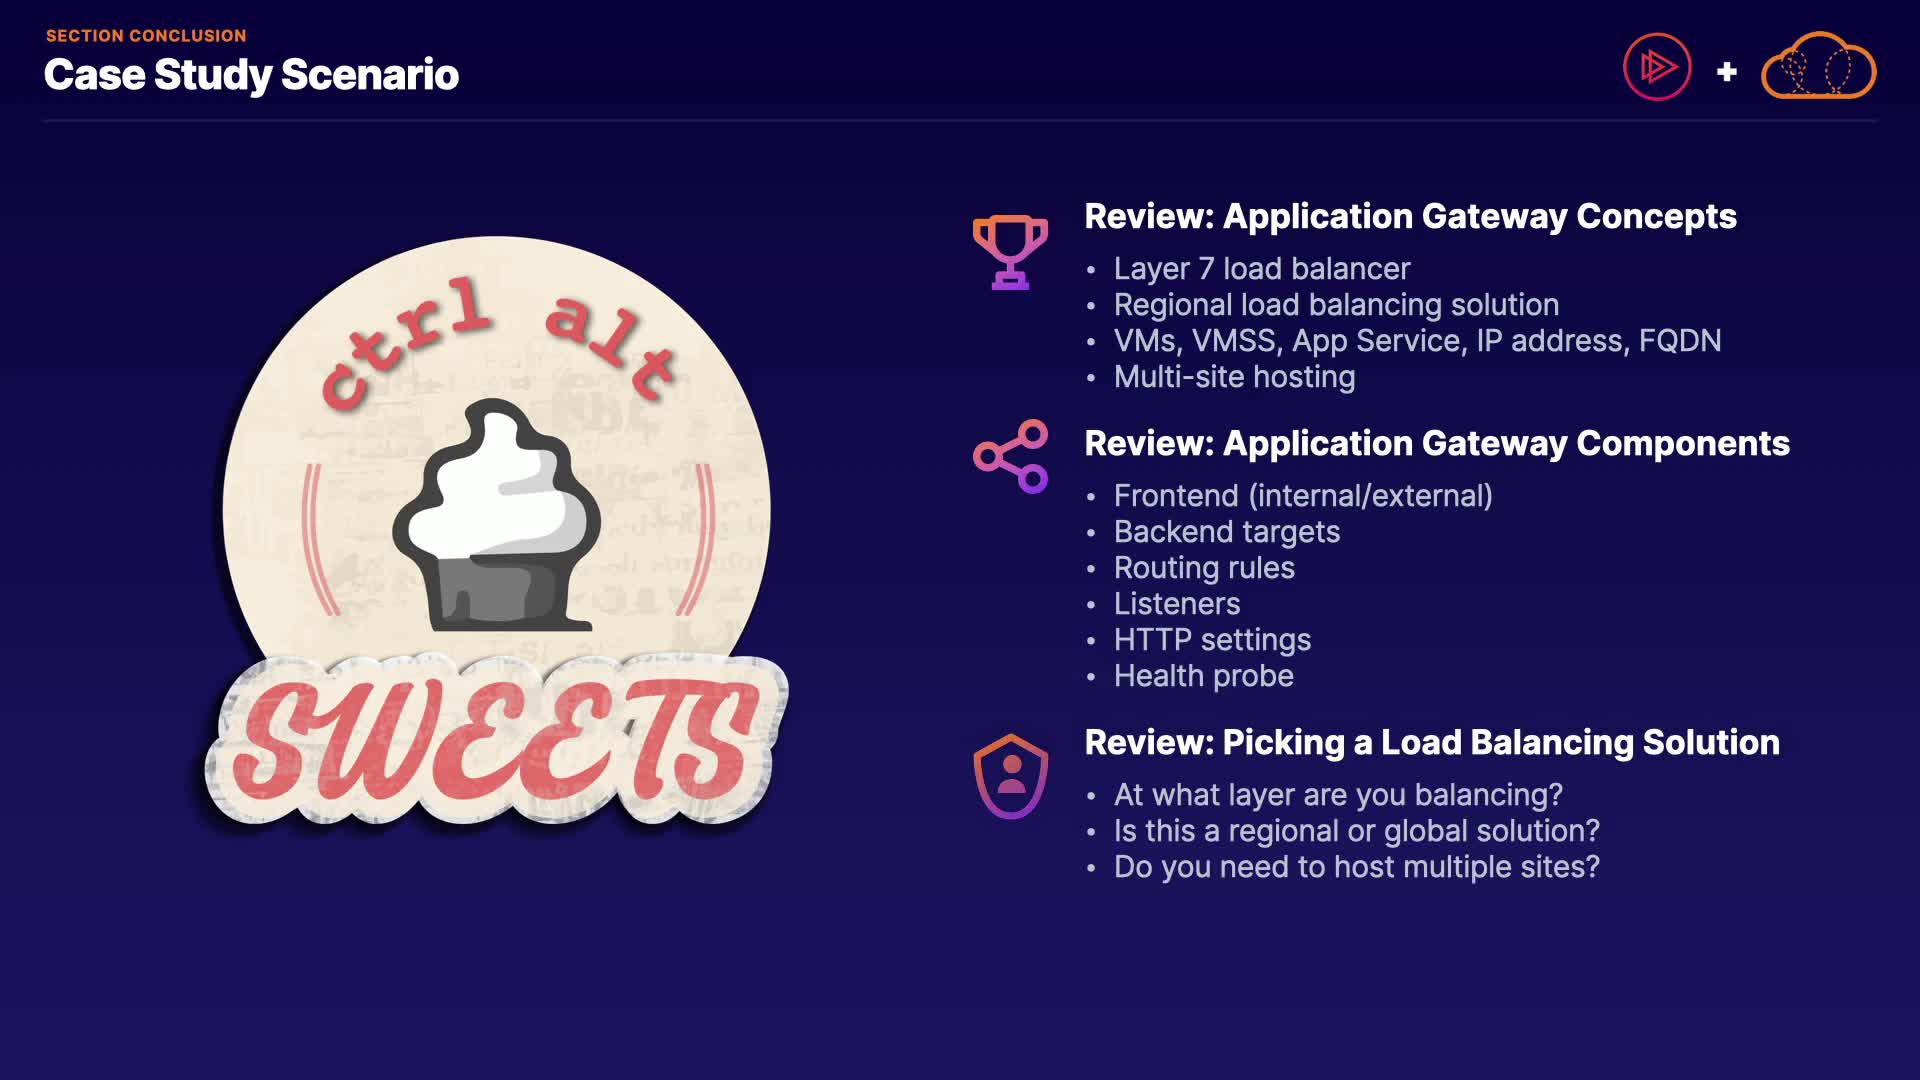 SECTION CONCLUSION
Case Study Scenario
+
ctrl alt
SWEETS
Review: Application Gateway Concepts
• Layer 7 load balancer
• Regional load balancing solution
• VMs, VMSS, App Service, IP address, FQDN
• Multi-site hosting
Review: Application Gateway Components
• Frontend (internal/external)
• Backend targets
• Routing rules
• Listeners
• HTTP settings
• Health probe
Review: Picking a Load Balancing Solution
• At what layer are you balancing?
• Is this a regional or global solution?
• Do you need to host multiple sites?